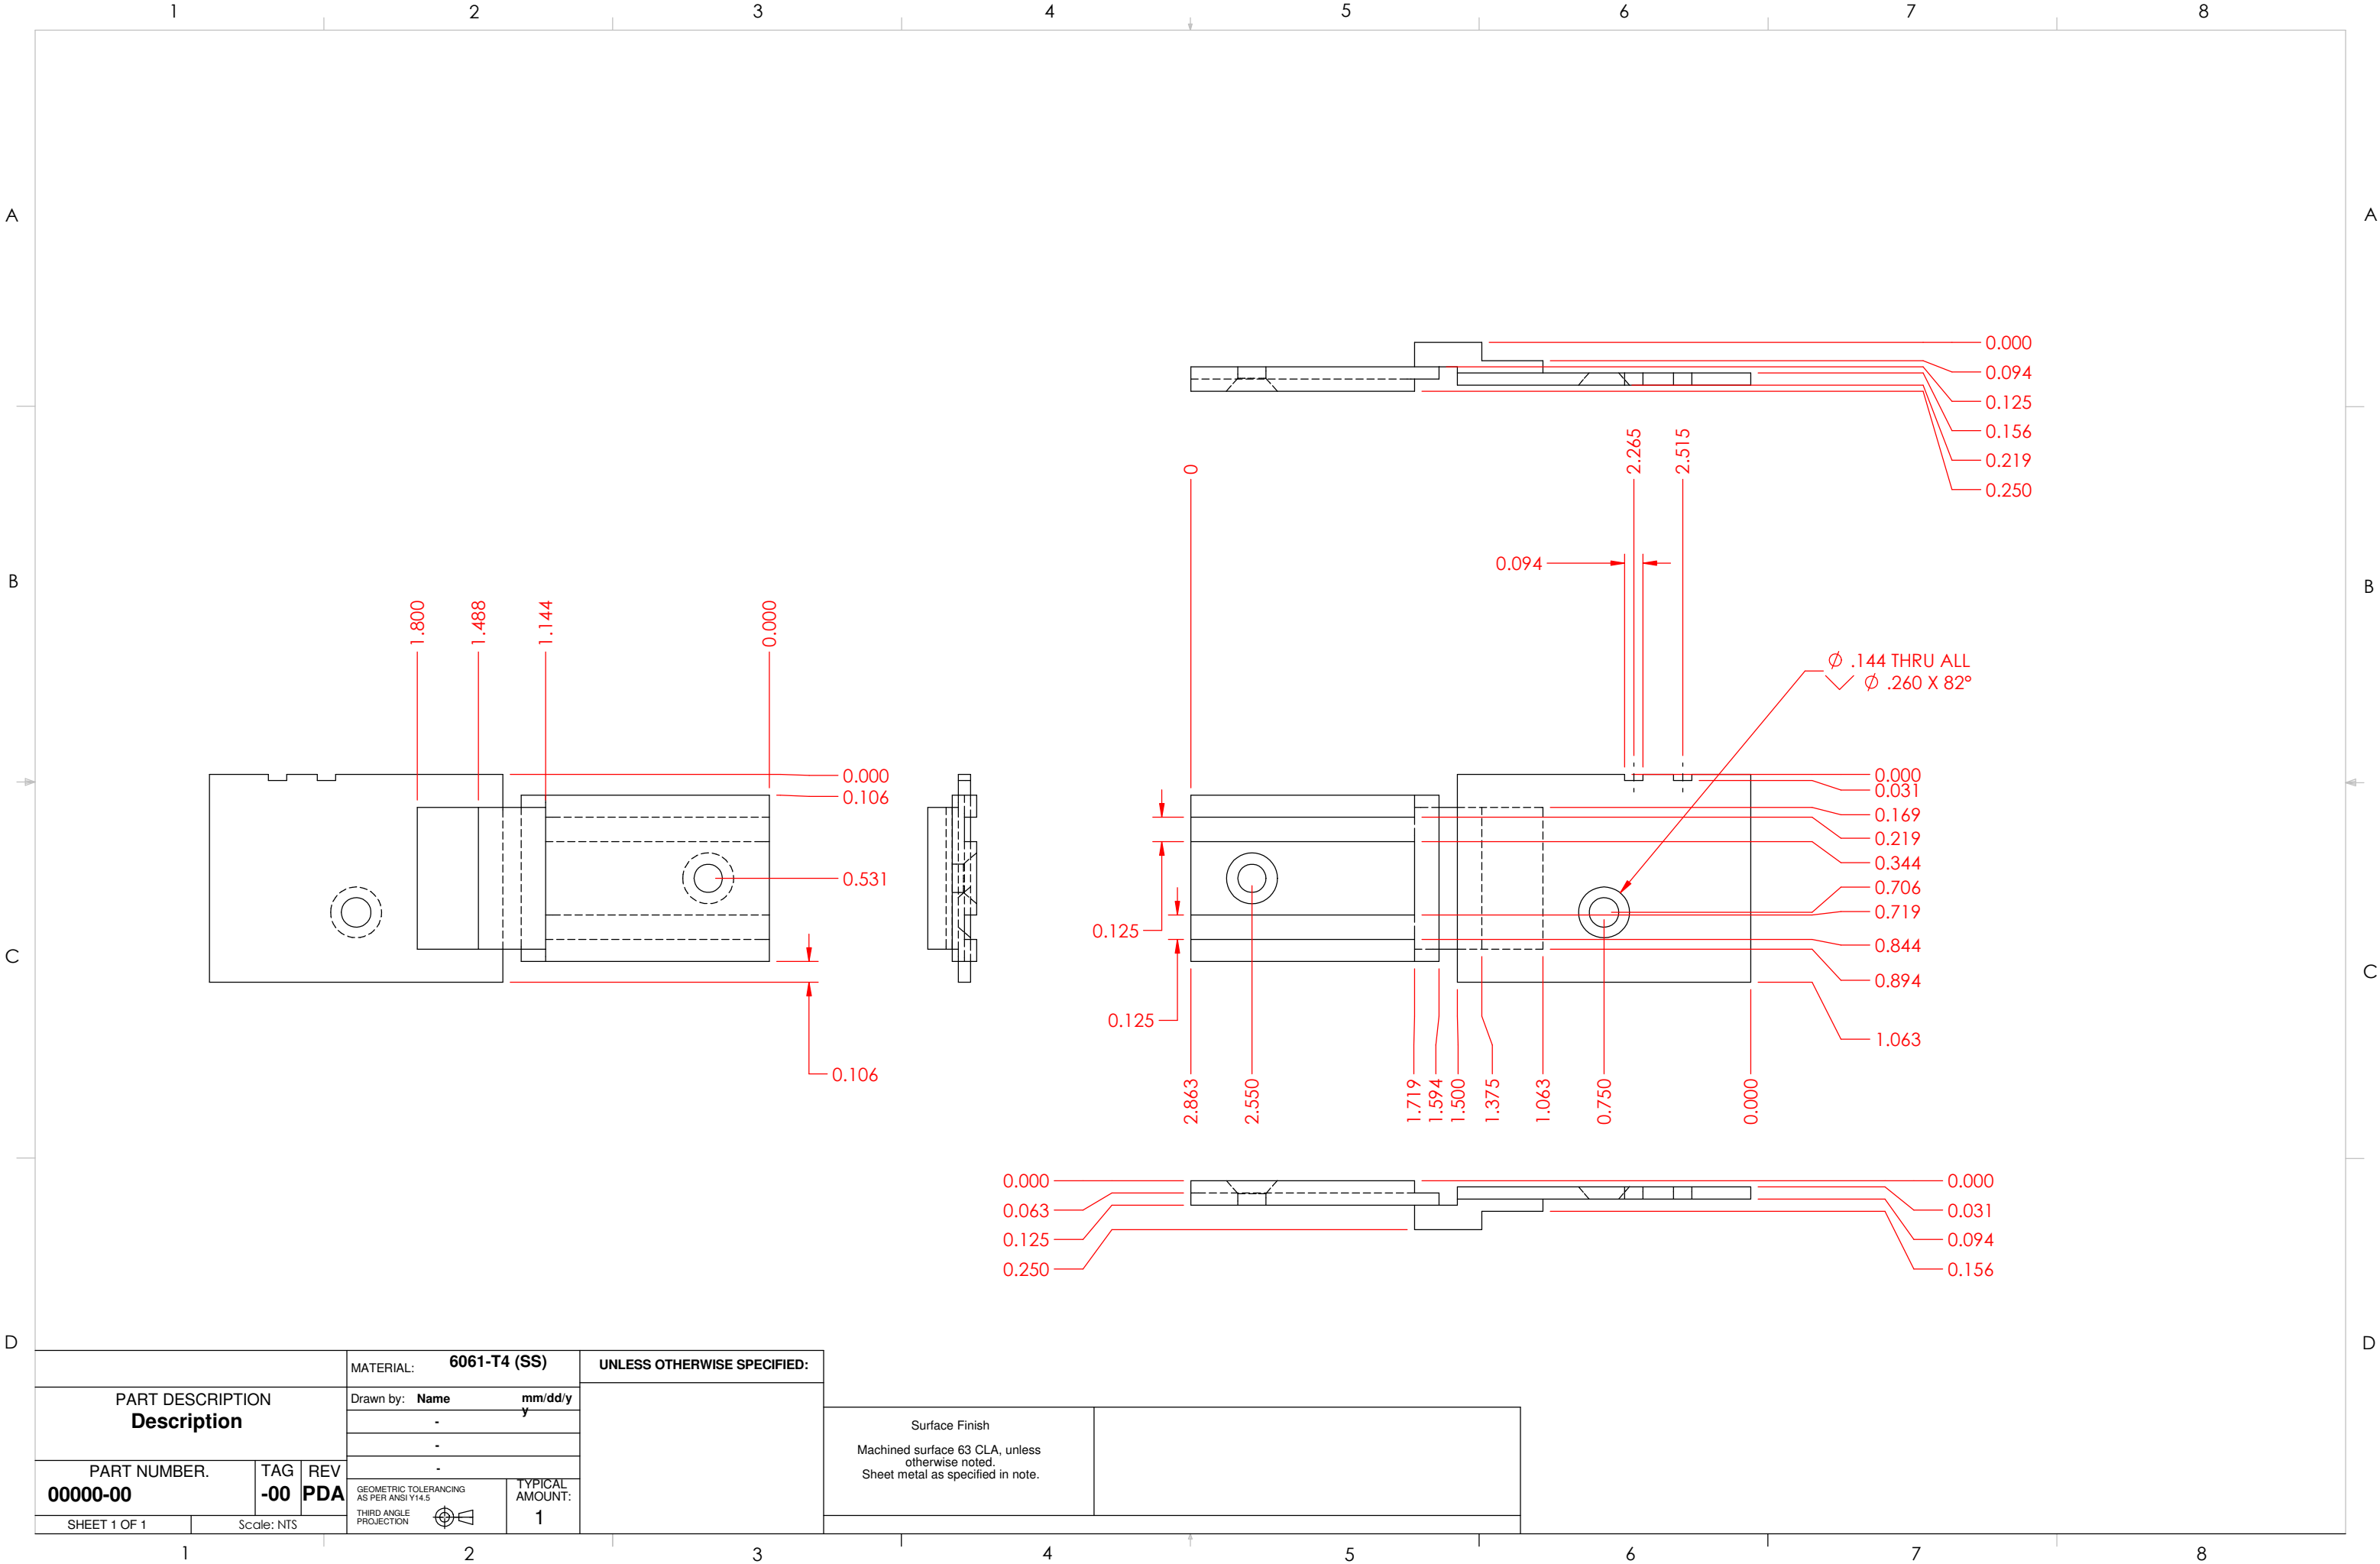 1 2 3 4 5 6 7 8
A A
B B
C C
D D
0.000
0.094
0.125
0.156
0.219
0.250
0
2.265
2.515
0.094
Ø .144 THRU ALL
Ø .260 X 82°
1.800
1.488
1.144
0.000
0.000
0.106
0.531
0.106
0.000
0.031
0.169
0.219
0.344
0.706
0.719
0.844
0.894
1.063
0.125
0.125
2.863
2.550
1.719
1.594
1.500
1.375
1.063
0.750
0.000
0.000
0.063
0.125
0.250
0.000
0.031
0.094
0.156
MATERIAL: 6061-T4 (SS)
UNLESS OTHERWISE SPECIFIED:
PART DESCRIPTION
Description
Drawn by: Name mm/dd/y
y
-
-
-
PART NUMBER. TAG REV
00000-00 -00 PDA
GEOMETRIC TOLERANCING
AS PER ANSI Y14.5
THIRD ANGLE
PROJECTION
TYPICAL
AMOUNT:
1
SHEET 1 OF 1 Scale: NTS
Surface Finish
Machined surface 63 CLA, unless
otherwise noted.
Sheet metal as specified in note.
1 2 3 4 5 6 7 8